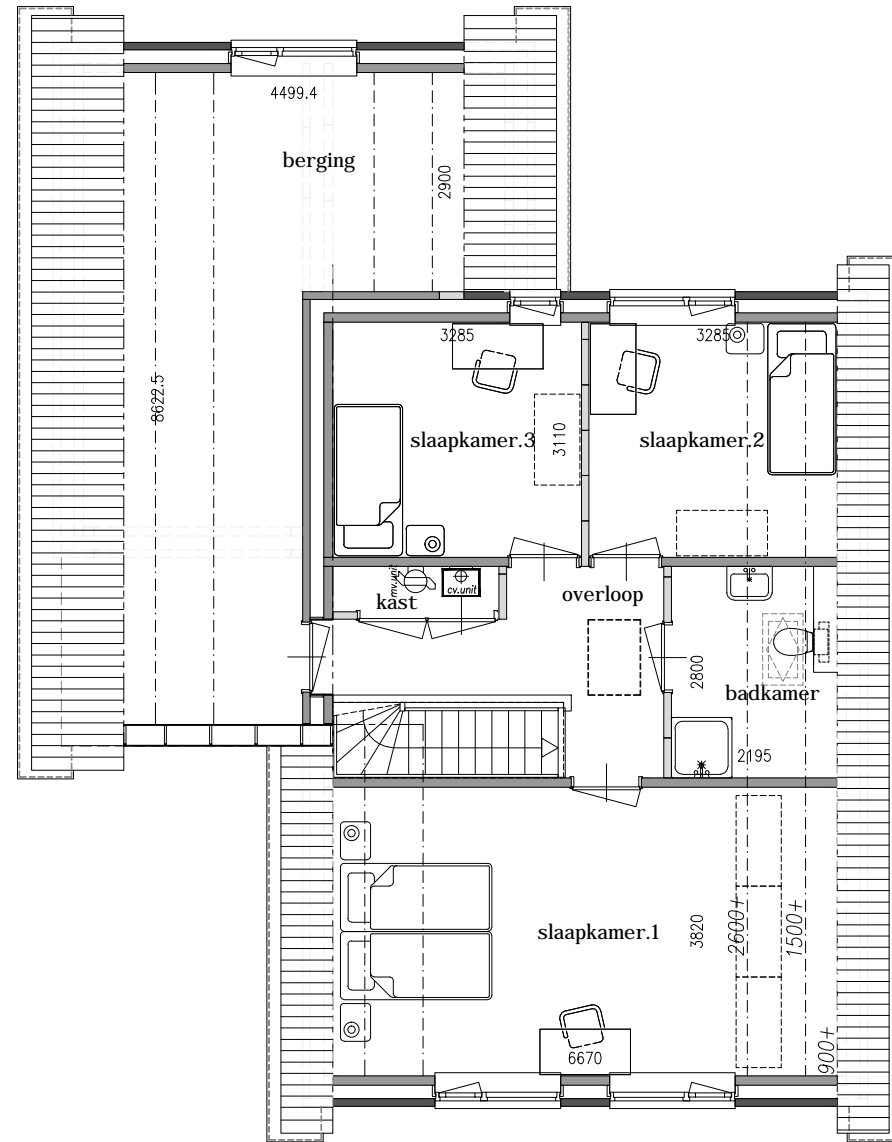 4499.4
berging
2900
3285
3285
8622.5
slaapkamer.3
3110
slaapkamer.2
mv.unit
cv.unit
kast
overloop
2800
badkamer
2195
slaapkamer.1
3820
2600+
1500+
6670
900+